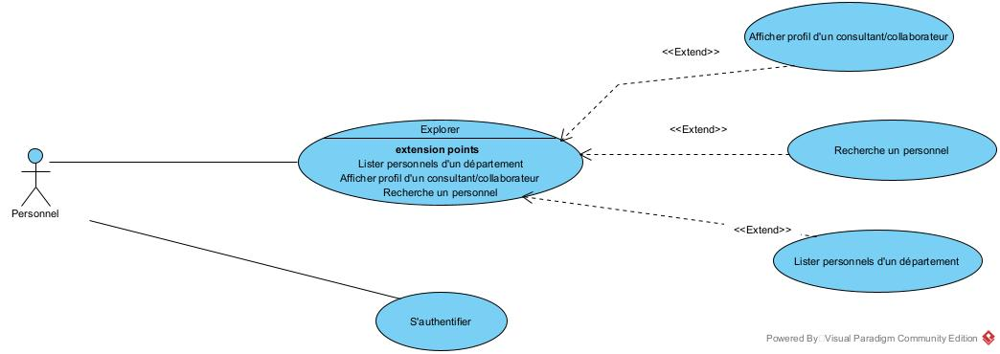 Afficher profil d'un consultant/collaborateur
<<Extend>>
Explorer
extension points
Lister personnels d'un département
Afficher profil d'un consultant/collaborateur
Recherche un personnel
<<Extend>>
Recherche un personnel
Personnel
<<Extend>>
Lister personnels d'un département
S'authentifier
Powered By Visual Paradigm Community Edition